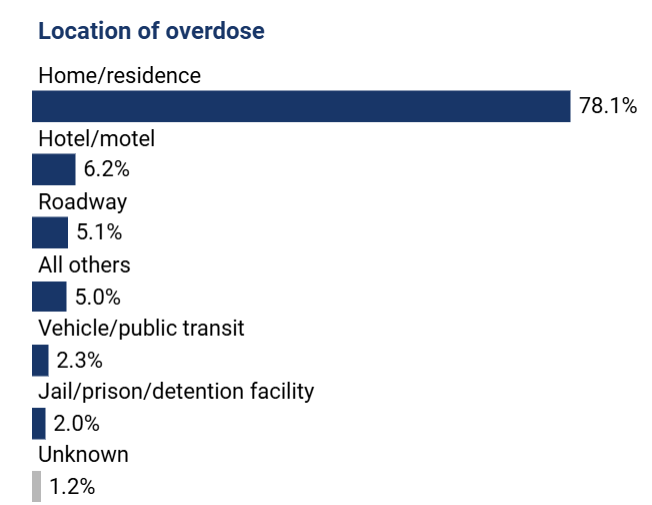 Location of overdose
Home/residence
78.1%
Hotel/motel
6.2%
Roadway
5.1%
All others
5.0%
Vehicle/public transit
2.3%
Jail/prison/detention facility
2.0%
Unknown
1.2%